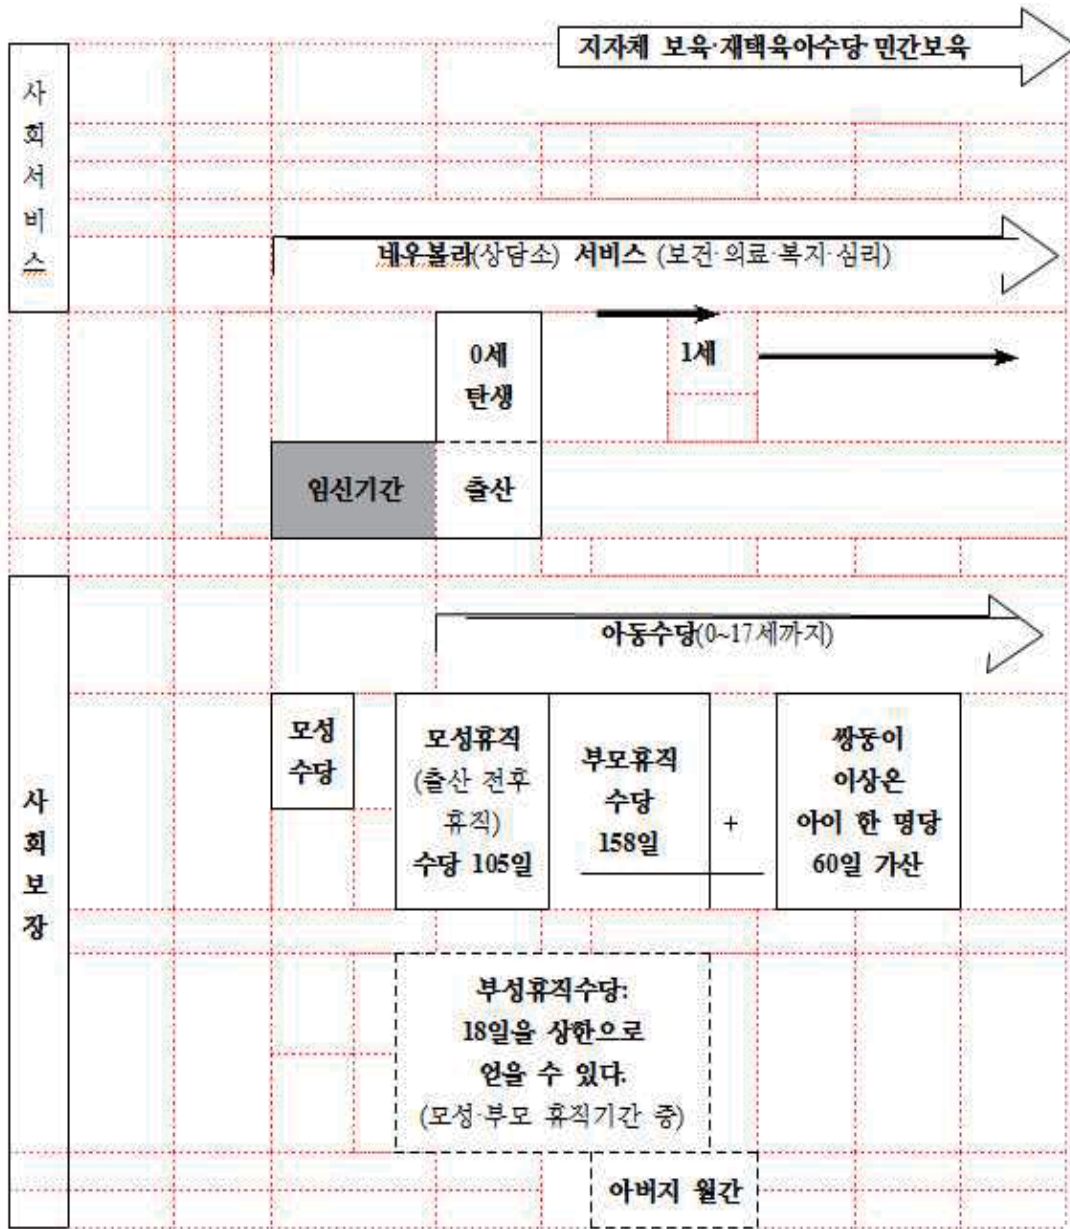 지자체 보육·재택육아수당·민간보육
사
회
서
비
스
네우볼라(상담소) 서비스 (보건·의료·복지·심리)
0세
탄생
1세
임신기간
출산
사
회
보
장
아동수당(0~17세까지)
모성
수당
모성휴직
(출산 전후
휴직)
수당 105일
부모휴직
수당
158일
+
쌍둥이
이상은
아이 한 명당
60일 가산
부성휴직수당:
18일을 상한으로
얻을 수 있다.
(모성·부모 휴직기간 중)
아버지 월간